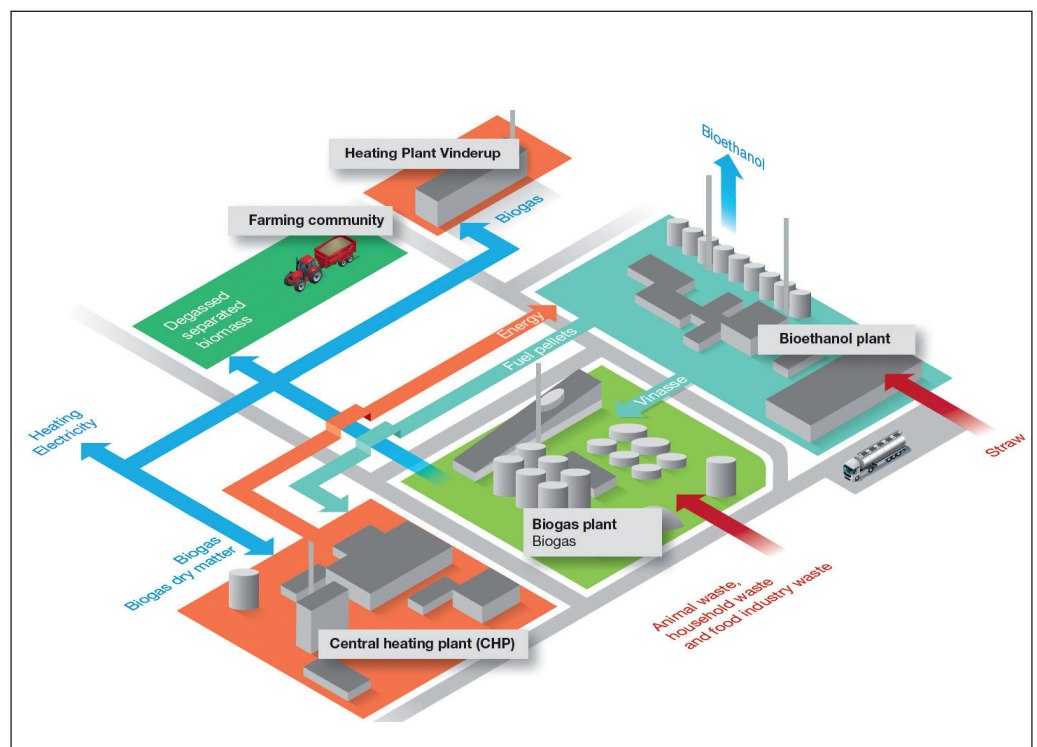 Bioethanol
Heating Plant Vinderup
Biogas
Farming community
Degassed
separated
biomass
Energy
Fuel pellets
Bioethanol plant
Vinasse
Heating
Electricity
Straw
Biogas plant
Biogas
Biogas
Biogas dry matter
Animal waste,
household waste
and food industry waste
Central heating plant (CHP)